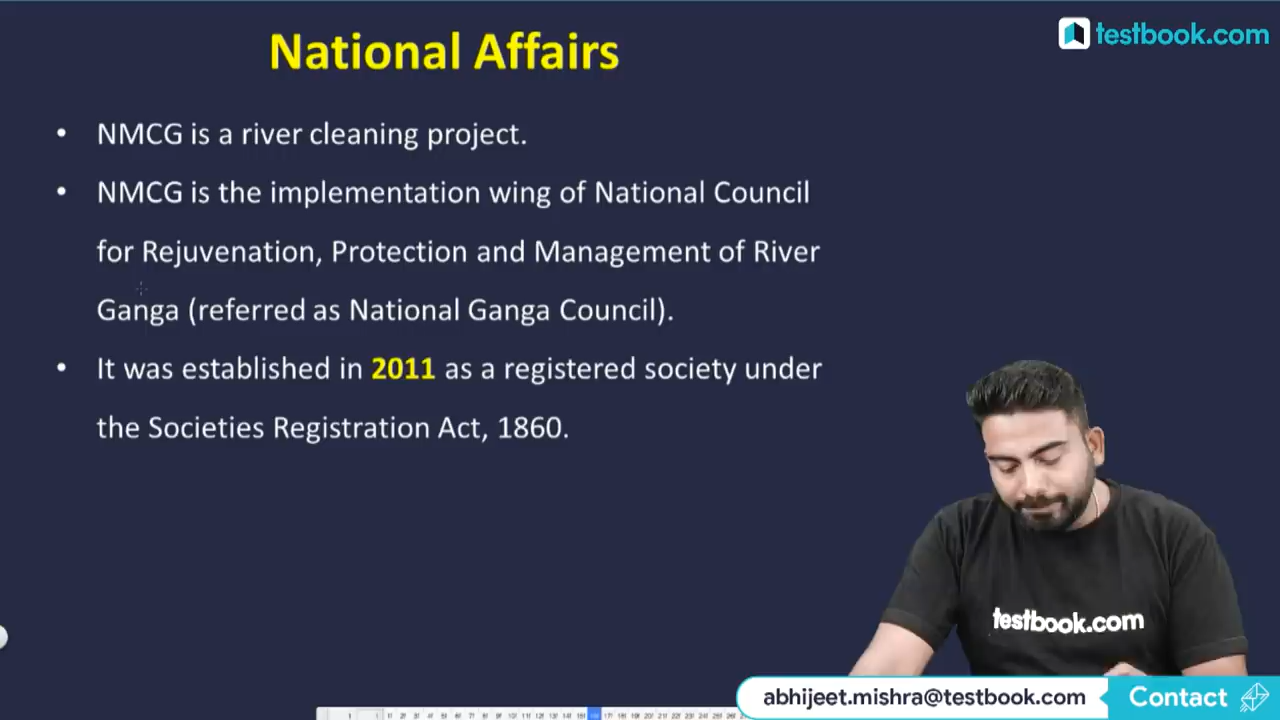 testbook.com
National Affairs
• NMCG is a river cleaning project.
• NMCG is the implementation wing of National Council
for Rejuvenation, Protection and Management of River
Ganga (referred as National Ganga Council).
• It was established in 2011 as a registered society under
the Societies Registration Act, 1860.
testbook.com
abhijeet.mishra@testbook.com
Contact